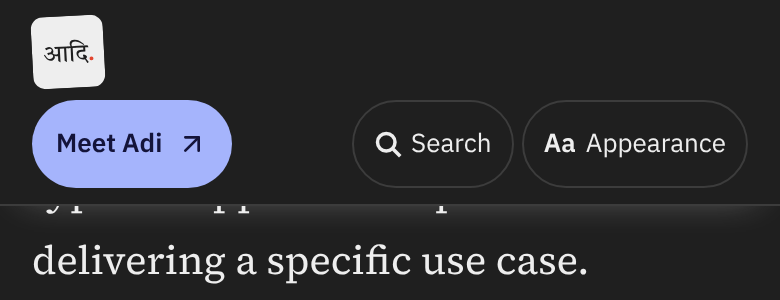 आदि.
Meet Adi
Search
Aa Appearance
delivering a specific use case.